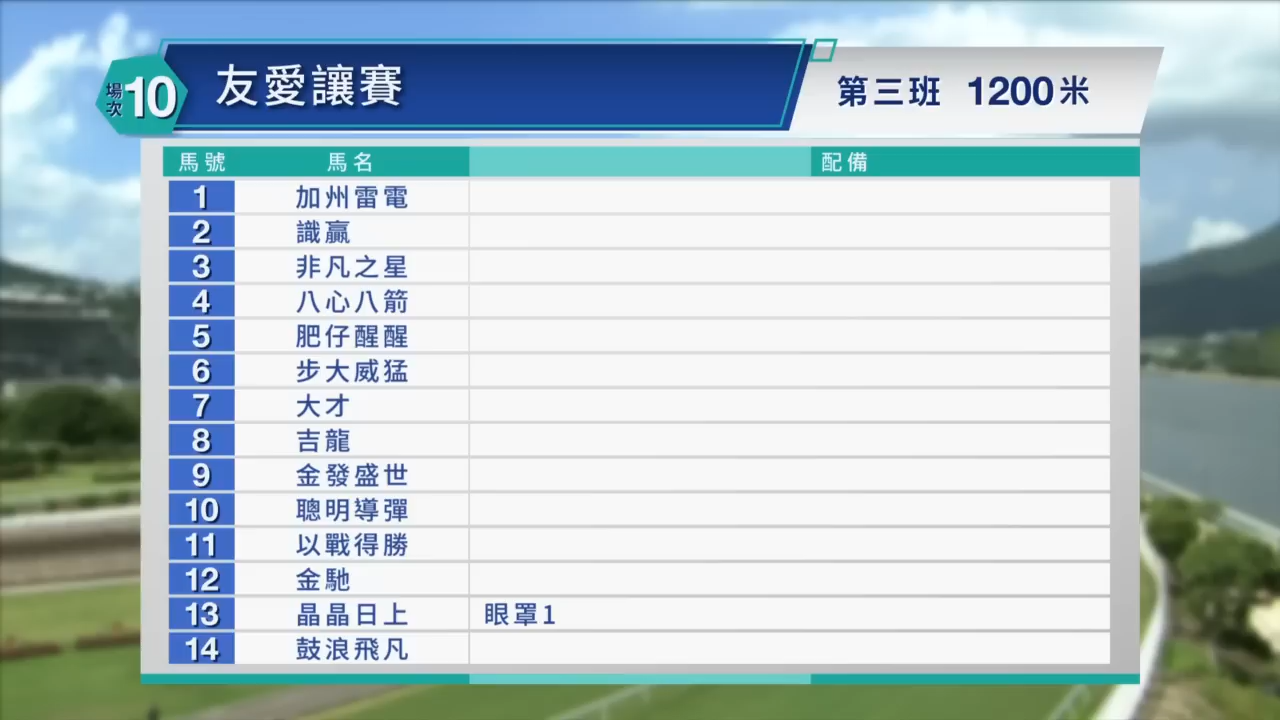 場次 10 友愛讓賽 第三班 1200米
馬號 馬名 配備
1 加州雷電
2 識贏
3 非凡之星
4 八心八箭
5 肥仔醒醒
6 步大威猛
7 大才
8 吉龍
9 金發盛世
10 聰明導彈
11 以戰得勝
12 金馳
13 晶晶日上 眼罩1
14 鼓浪飛凡